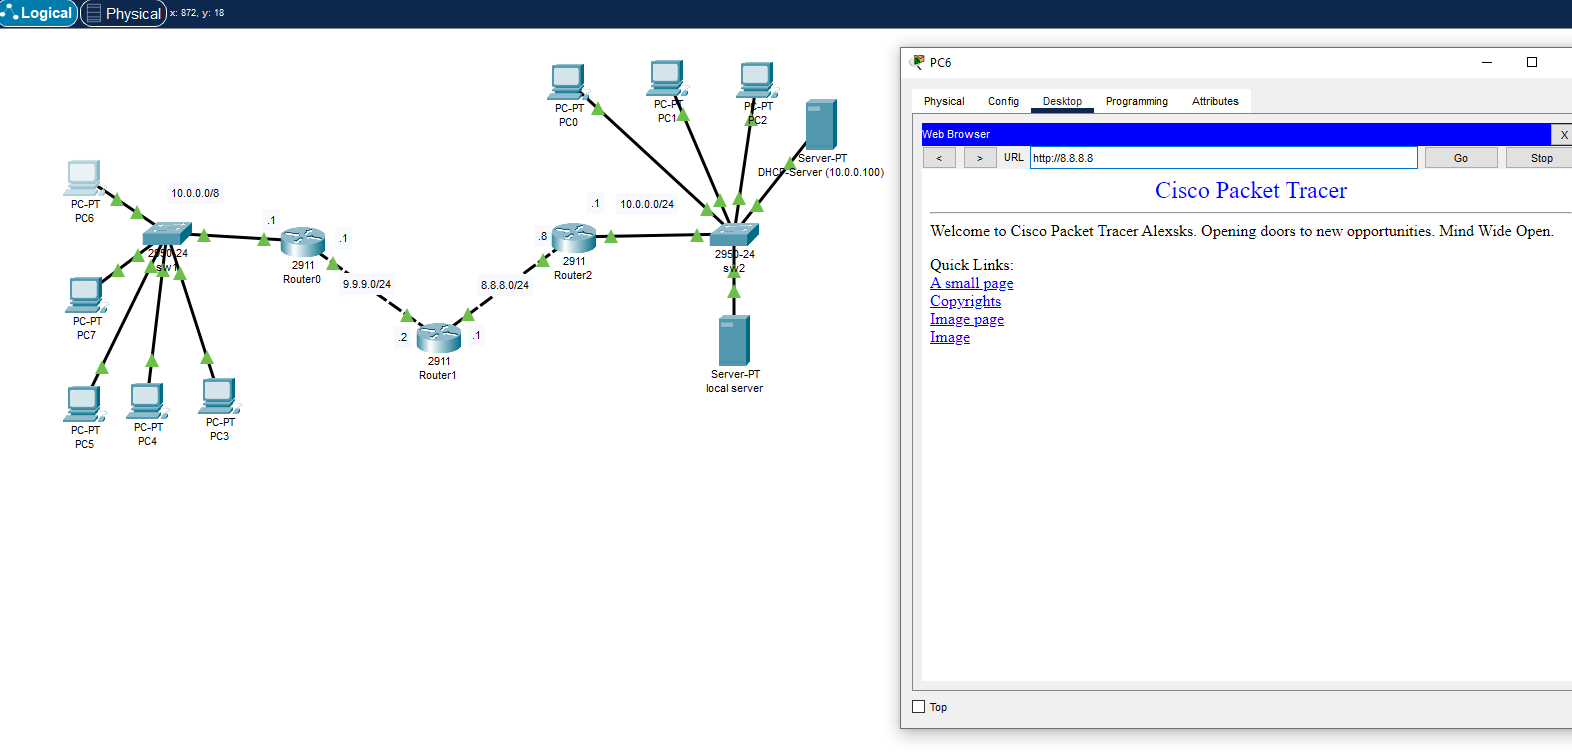 Logical Physical x: 872, y: 18
PC-PT
PC0
PC-PT
PC1
PC-PT
PC2
Server-PT
DHCP-Server (10.0.0.100)
PC-PT
PC6
10.0.0.0/8
.1
.1
2950-24
sw1
2911
Router0
.1
10.0.0.0/24
.8
2911
Router2
2950-24
sw2
9.9.9.0/24
8.8.8.0/24
.2
.1
2911
Router1
PC-PT
PC7
Server-PT
local server
PC-PT
PC5
PC-PT
PC4
PC-PT
PC3
PC6
Physical Config Desktop Programming Attributes
Web Browser
X
< > URL http://8.8.8.8 Go Stop
Cisco Packet Tracer
Welcome to Cisco Packet Tracer Alexsks. Opening doors to new opportunities. Mind Wide Open.
Quick Links:
A small page
Copyrights
Image page
Image
Top